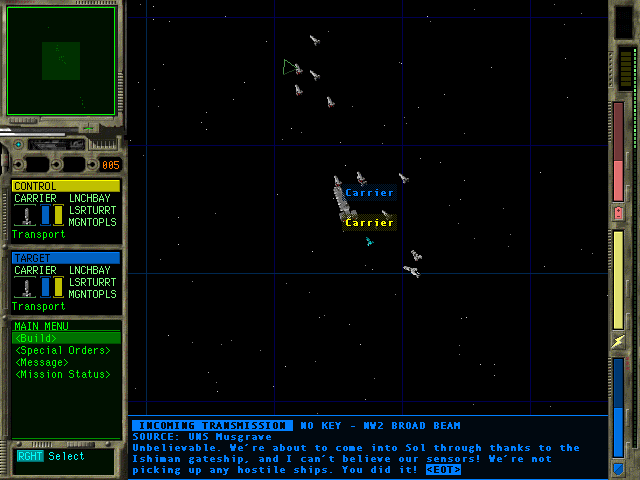 005
CONTROL
CARRIER LNCHBAY
LSRTURRT
MGNTOPLS
Transport
TARGET
CARRIER LNCHBAY
LSRTURRT
MGNTOPLS
Transport
MAIN MENU
<Build>
<Special Orders>
<Message>
<Mission Status>
RGHT Select
Carrier
Carrier
INCOMING TRANSMISSION NO KEY - NW2 BROAD BEAM
SOURCE: UNS Musgrave
Unbelievable. We're about to come into Sol through thanks to the
Ishiman gateship, and I can't believe our sensors! We're not
picking up any hostile ships. You did it! <EOT>